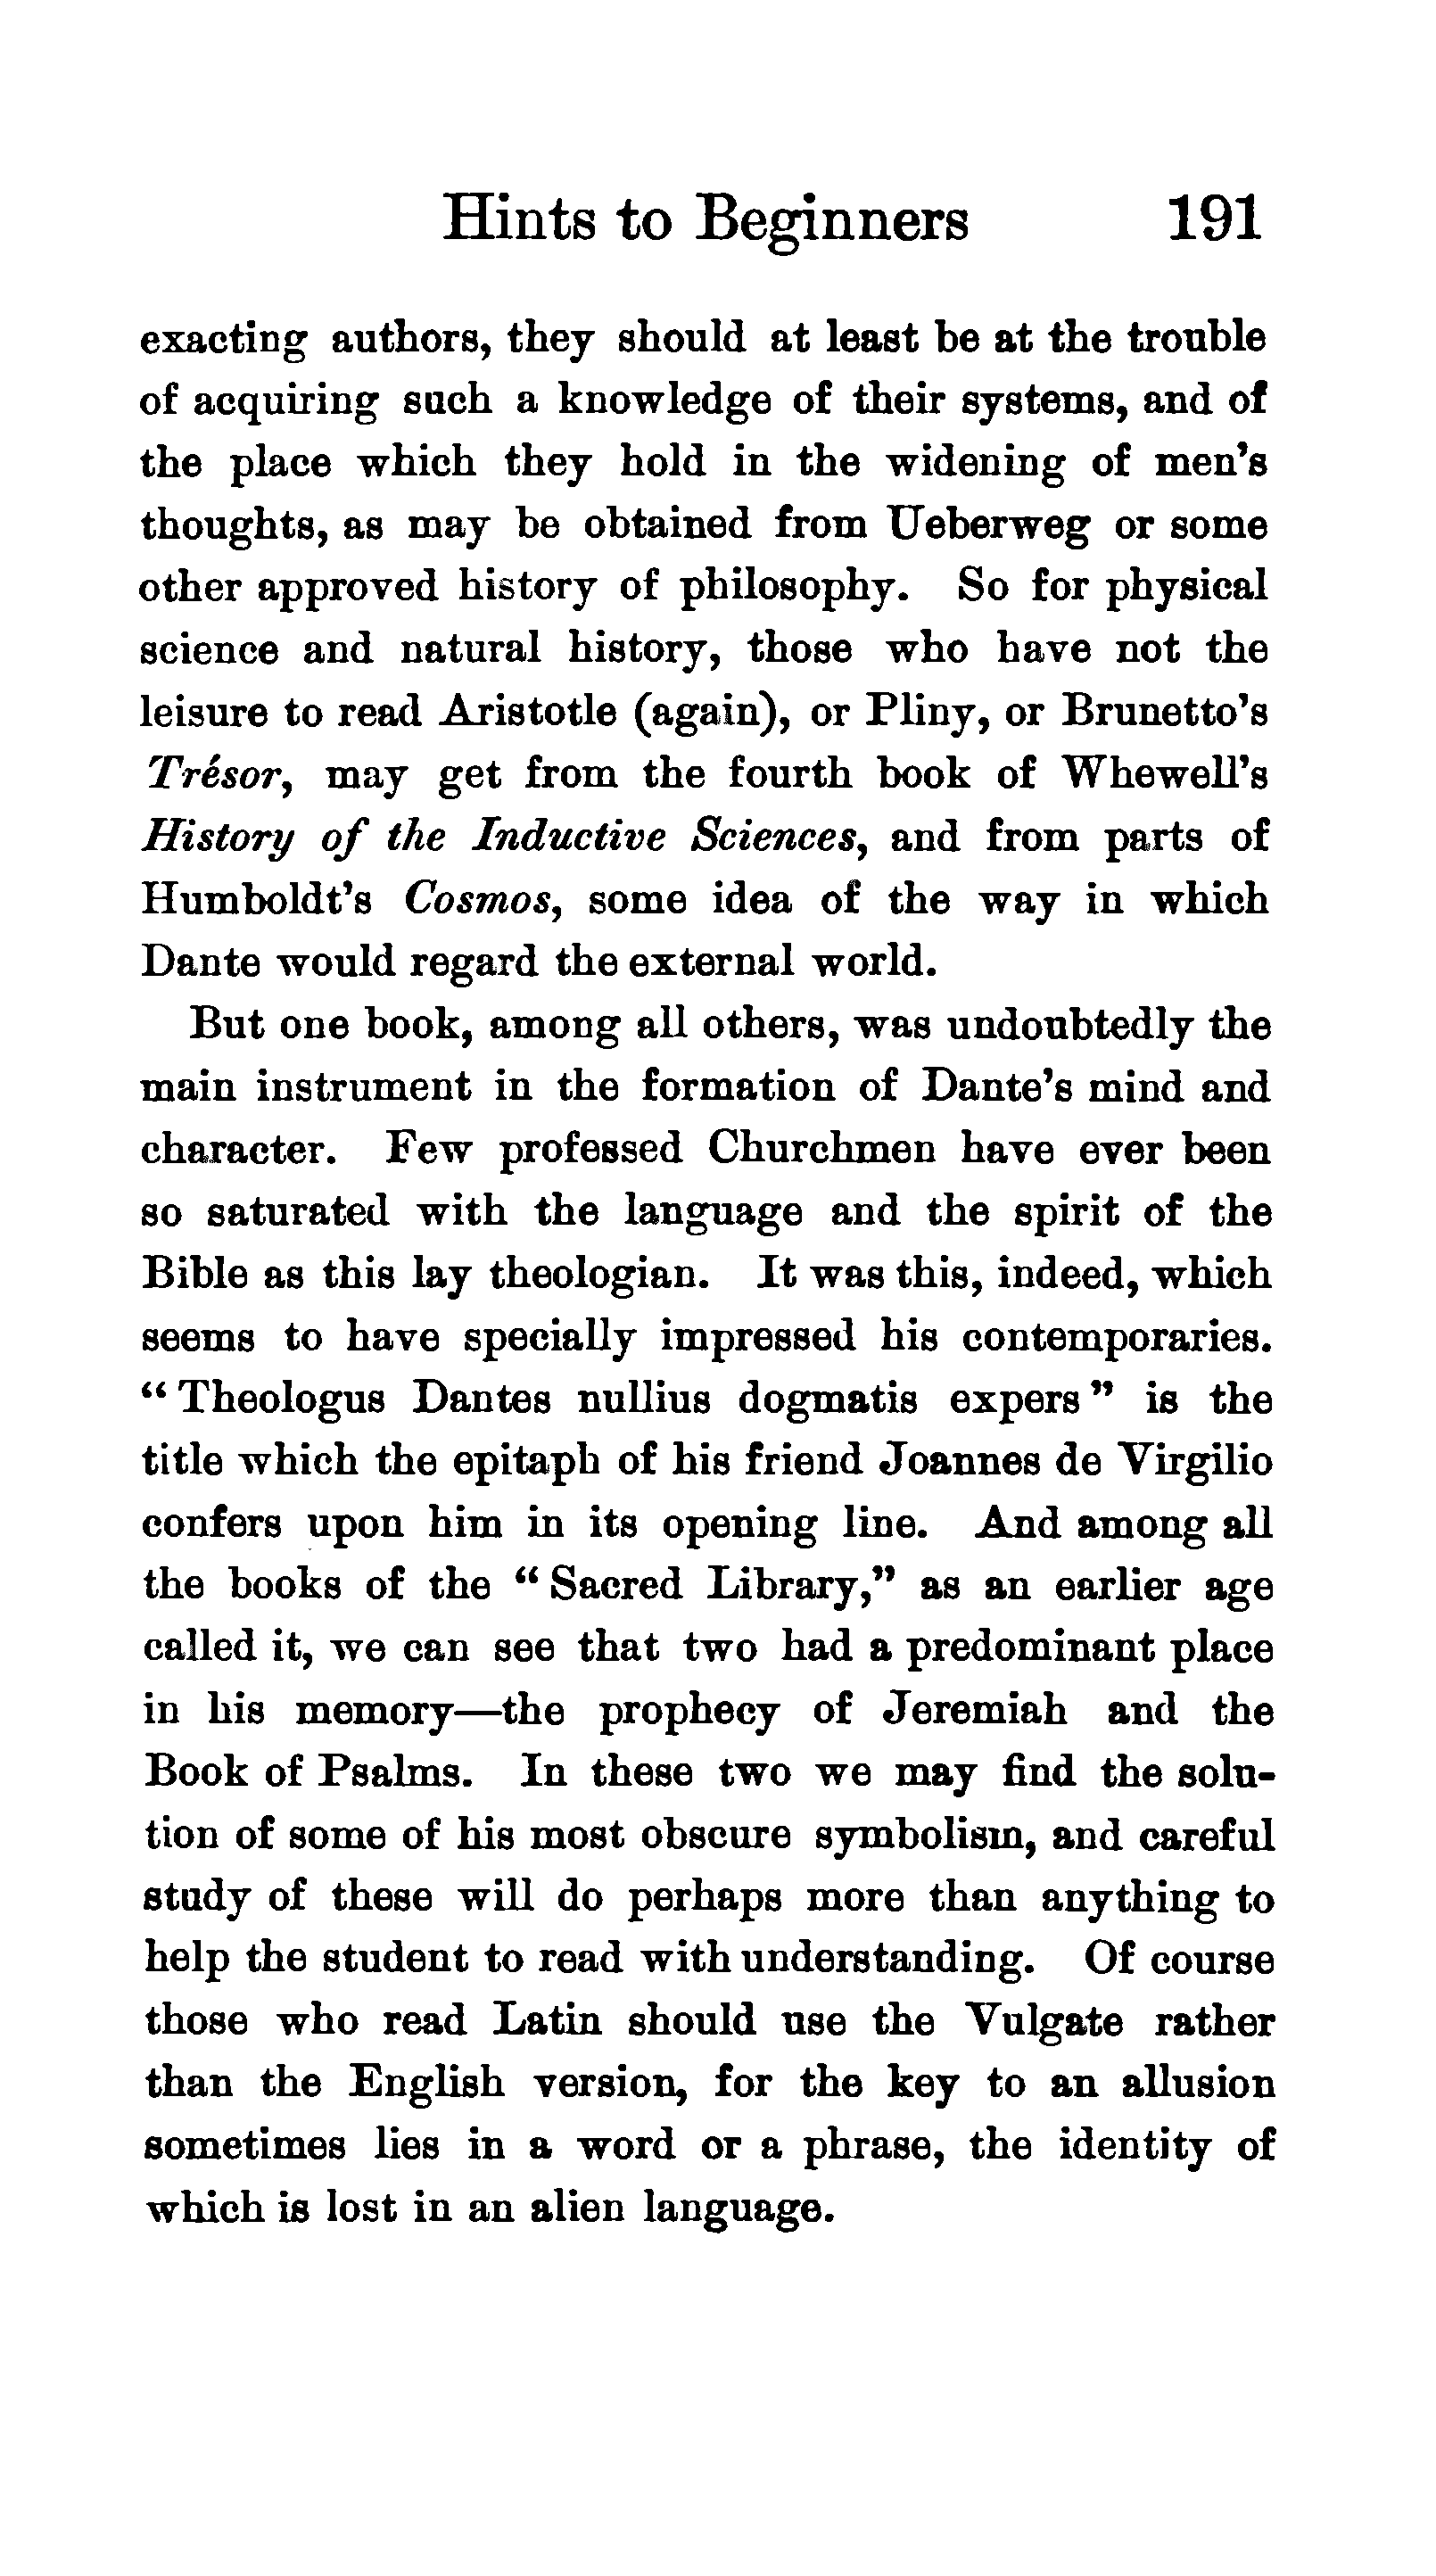 Hints to Beginners 191
exacting authors, they should at least be at the trouble
of acquiring such a knowledge of their systems, and of
the place which they hold in the widening of men's
thoughts, as may be obtained from Ueberweg or some
other approved history of philosophy. So for physical
science and natural history, those who have not the
leisure to read Aristotle (again), or Pliny, or Brunetto's
Trésor, may get from the fourth book of Whewell's
History of the Inductive Sciences, and from parts of
Humboldt's Cosmos, some idea of the way in which
Dante would regard the external world.
But one book, among all others, was undoubtedly the
main instrument in the formation of Dante's mind and
character. Few professed Churchmen have ever been
so saturated with the language and the spirit of the
Bible as this lay theologian. It was this, indeed, which
seems to have specially impressed his contemporaries.
“Theologus Dantes nullius dogmatis expers” is the
title which the epitaph of his friend Joannes de Virgilio
confers upon him in its opening line. And among all
the books of the “Sacred Library,” as an earlier age
called it, we can see that two had a predominant place
in his memory—the prophecy of Jeremiah and the
Book of Psalms. In these two we may find the solu-
tion of some of his most obscure symbolism, and careful
study of these will do perhaps more than anything to
help the student to read with understanding. Of course
those who read Latin should use the Vulgate rather
than the English version, for the key to an allusion
sometimes lies in a word or a phrase, the identity of
which is lost in an alien language.